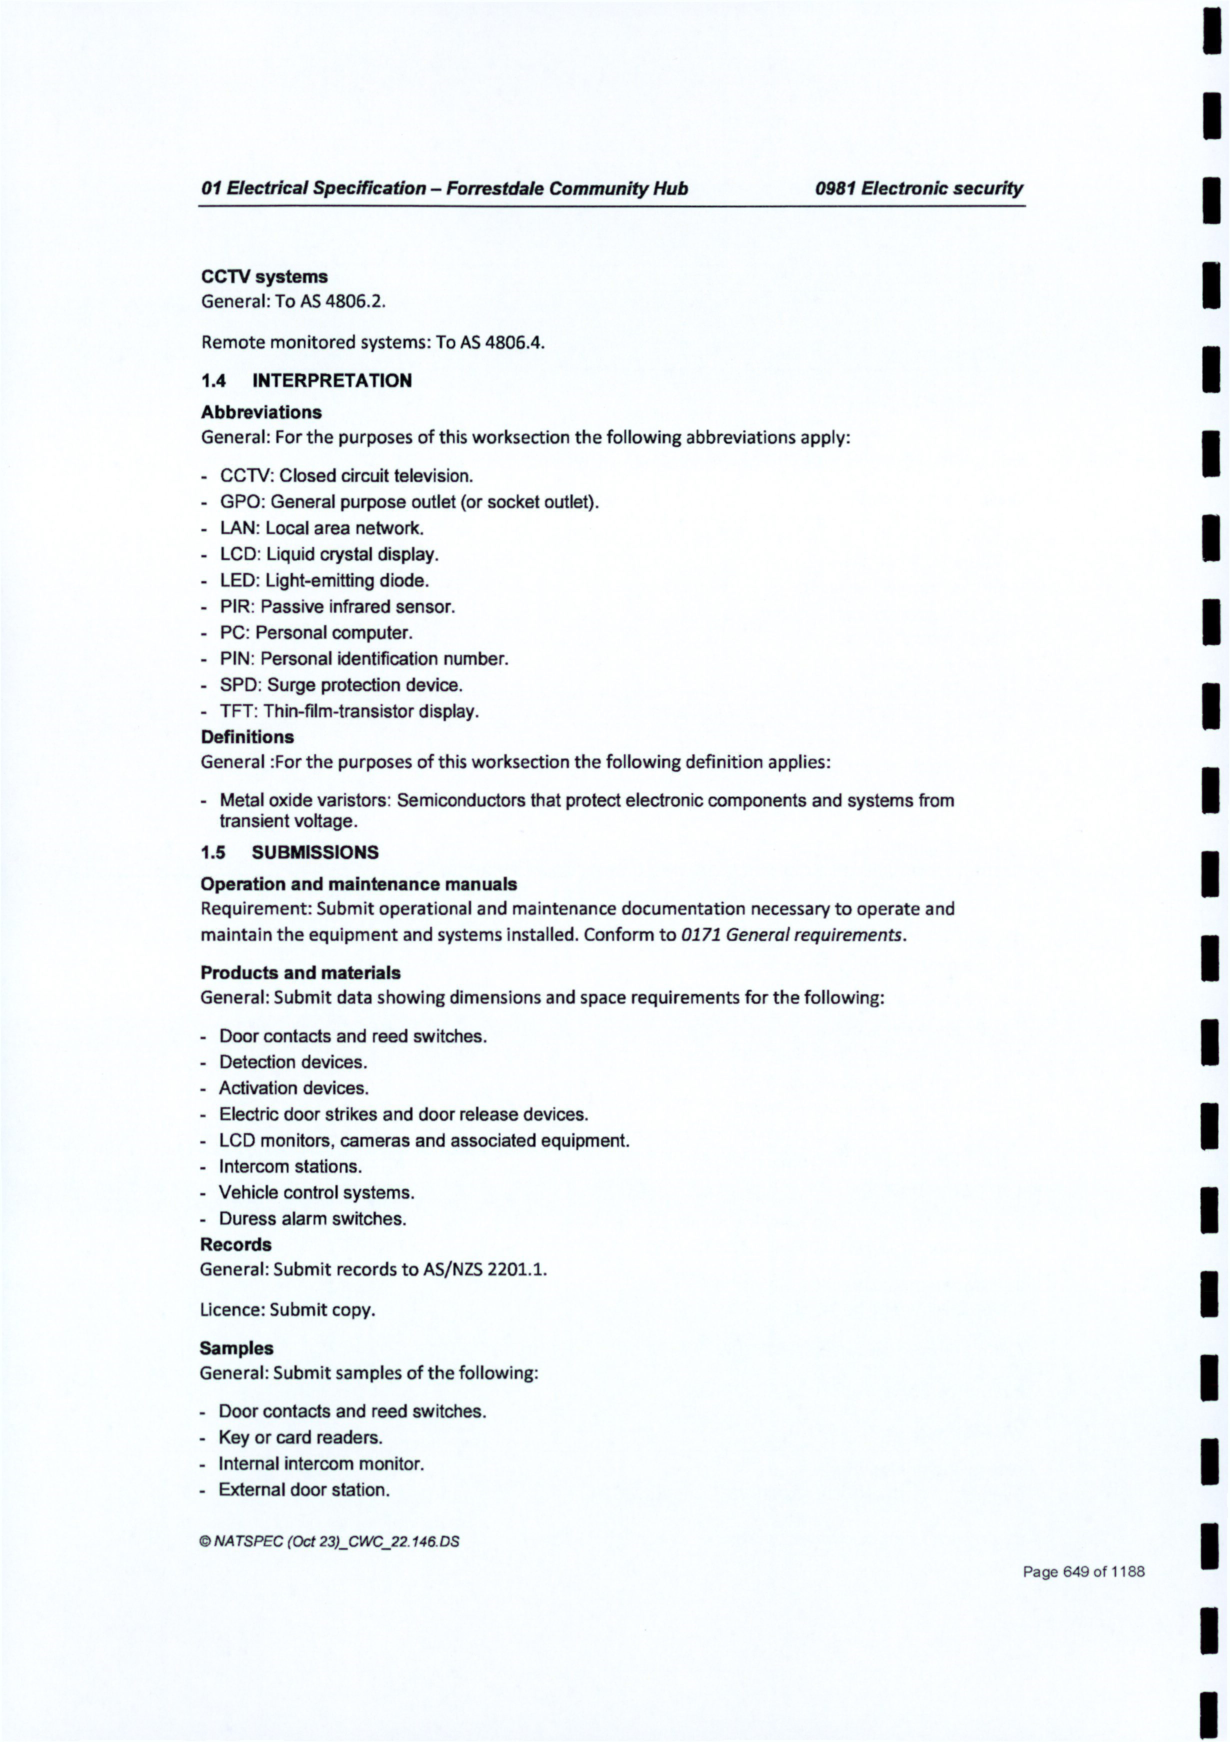 01 Electrical Specification – Forrestdale Community Hub 0981 Electronic security
CCTV systems
General: To AS 4806.2.
Remote monitored systems: To AS 4806.4.
1.4 INTERPRETATION
Abbreviations
General: For the purposes of this worksection the following abbreviations apply:
- CCTV: Closed circuit television.
- GPO: General purpose outlet (or socket outlet).
- LAN: Local area network.
- LCD: Liquid crystal display.
- LED: Light-emitting diode.
- PIR: Passive infrared sensor.
- PC: Personal computer.
- PIN: Personal identification number.
- SPD: Surge protection device.
- TFT: Thin-film-transistor display.
Definitions
General :For the purposes of this worksection the following definition applies:
- Metal oxide varistors: Semiconductors that protect electronic components and systems from
transient voltage.
1.5 SUBMISSIONS
Operation and maintenance manuals
Requirement: Submit operational and maintenance documentation necessary to operate and
maintain the equipment and systems installed. Conform to 0171 General requirements.
Products and materials
General: Submit data showing dimensions and space requirements for the following:
- Door contacts and reed switches.
- Detection devices.
- Activation devices.
- Electric door strikes and door release devices.
- LCD monitors, cameras and associated equipment.
- Intercom stations.
- Vehicle control systems.
- Duress alarm switches.
Records
General: Submit records to AS/NZS 2201.1.
Licence: Submit copy.
Samples
General: Submit samples of the following:
- Door contacts and reed switches.
- Key or card readers.
- Internal intercom monitor.
- External door station.
© NATSPEC (Oct 23)_CWC_22.146.DS
Page 649 of 1188